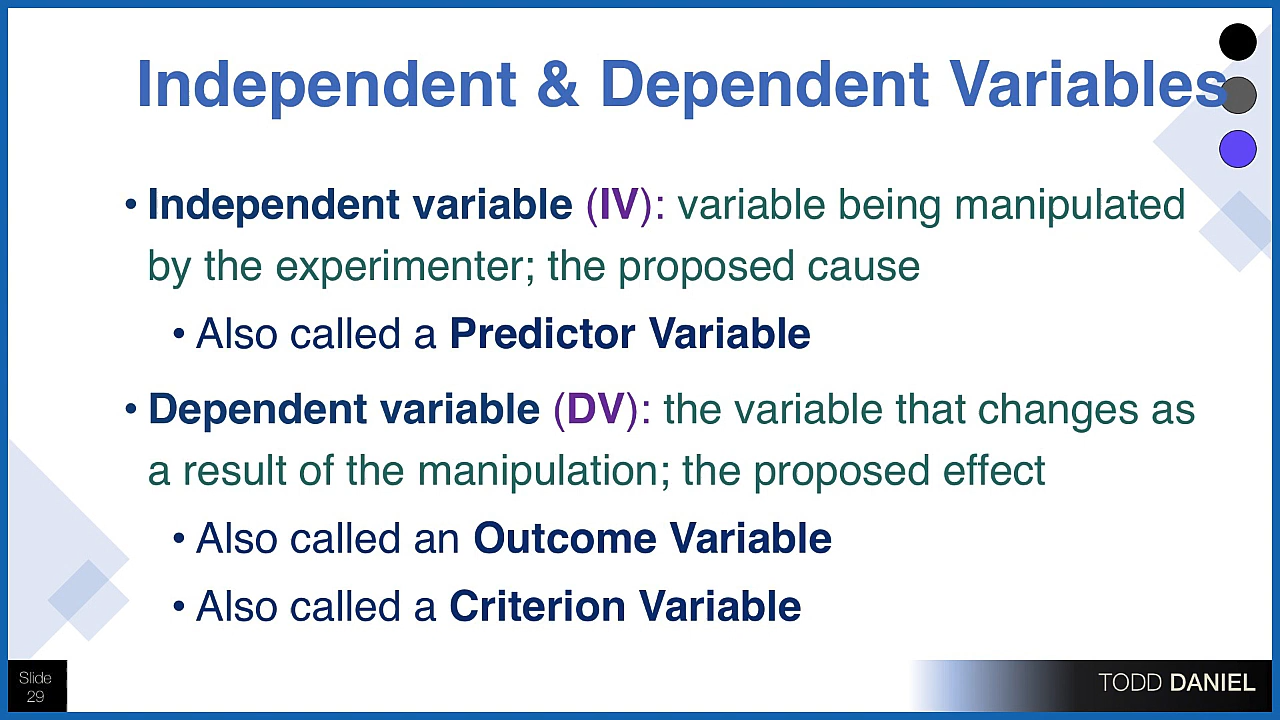 Independent & Dependent Variables
• Independent variable (IV): variable being manipulated
by the experimenter; the proposed cause
• Also called a Predictor Variable
• Dependent variable (DV): the variable that changes as
a result of the manipulation; the proposed effect
• Also called an Outcome Variable
• Also called a Criterion Variable
Slide
29
TODD DANIEL